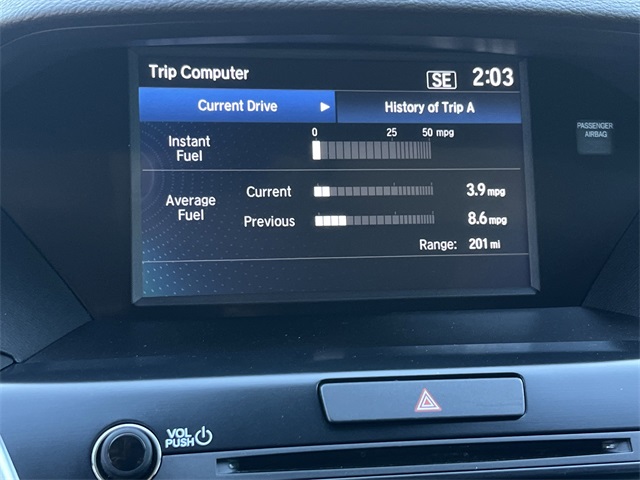 Trip Computer SE 2:03
Current Drive ▶ History of Trip A
0 25 50 mpg
Instant
Fuel
Average
Fuel
Current 3.9 mpg
Previous 8.6 mpg
Range: 201 mi
PASSENGER
AIRBAG
VOL
PUSH